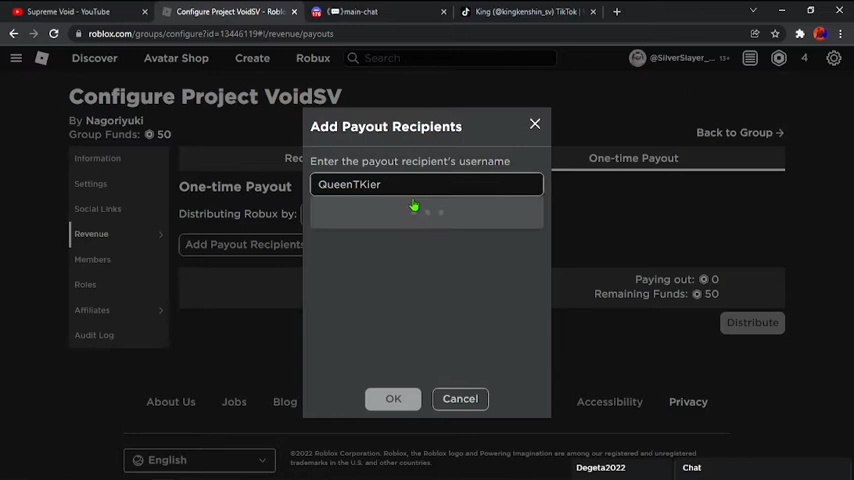 Supreme Void - YouTube
Configure Project VoidSV - Roblo
178
main-chat
King (@kingkenshin_sv) TikTok | V
roblox.com/groups/configure?id=13446119#!/revenue/payouts
Discover
Avatar Shop
Create
Robux
Search
@SilverSlayer_...
13+
4
Configure Project VoidSV
By Nagoriyuki
Group Funds: 50
Back to Group
Information
Settings
Social Links
Revenue
Members
Roles
Affiliates
Audit Log
Rec
One-time Payout
One-time Payout
Distributing Robux by:
Add Payout Recipients
Paying out: 0
Remaining Funds: 50
Distribute
Add Payout Recipients
Enter the payout recipient's username
QueenTKier
OK
Cancel
About Us
Jobs
Blog
Accessibility
Privacy
English
©2022 Roblox Corporation. Roblox, the Roblox logo and Powering Imagination are among our registered and unregistered
trademarks in the U.S. and other countries.
Degeta2022
Chat